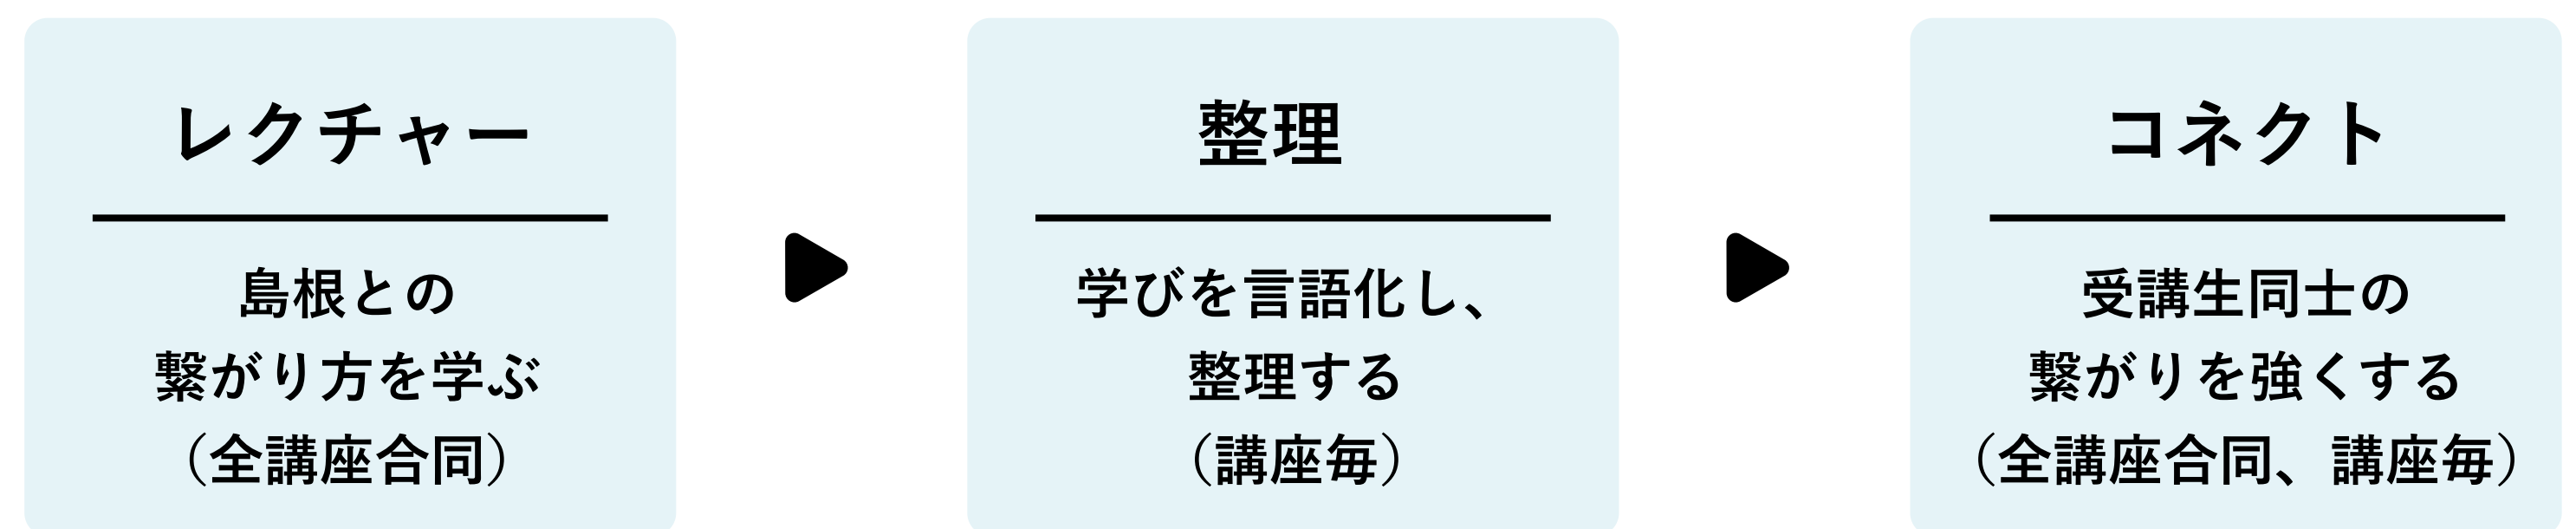 レクチャー
島根との
繋がり方を学ぶ
（全講座合同）
整理
学びを言語化し、
整理する
（講座毎）
コネクト
受講生同士の
繋がりを強くする
（全講座合同、講座毎）